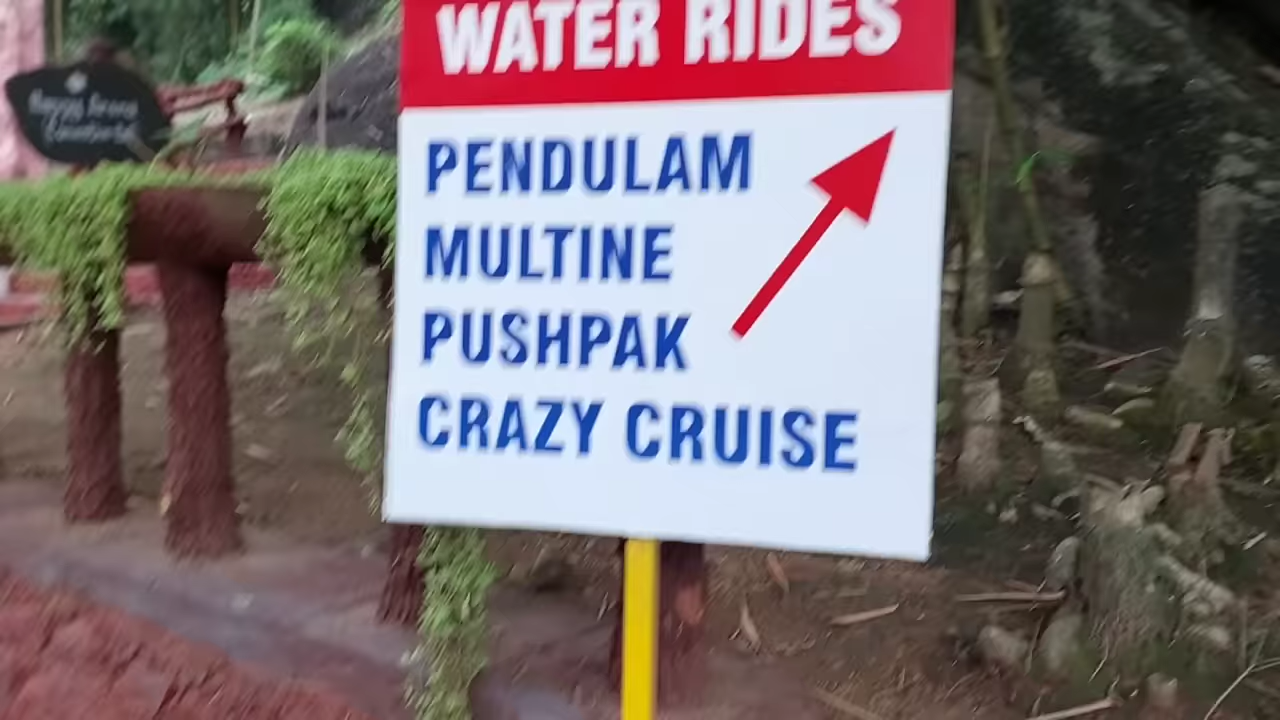 WATER RIDES
PENDULAM
MULTINE
PUSHPAK
CRAZY CRUISE